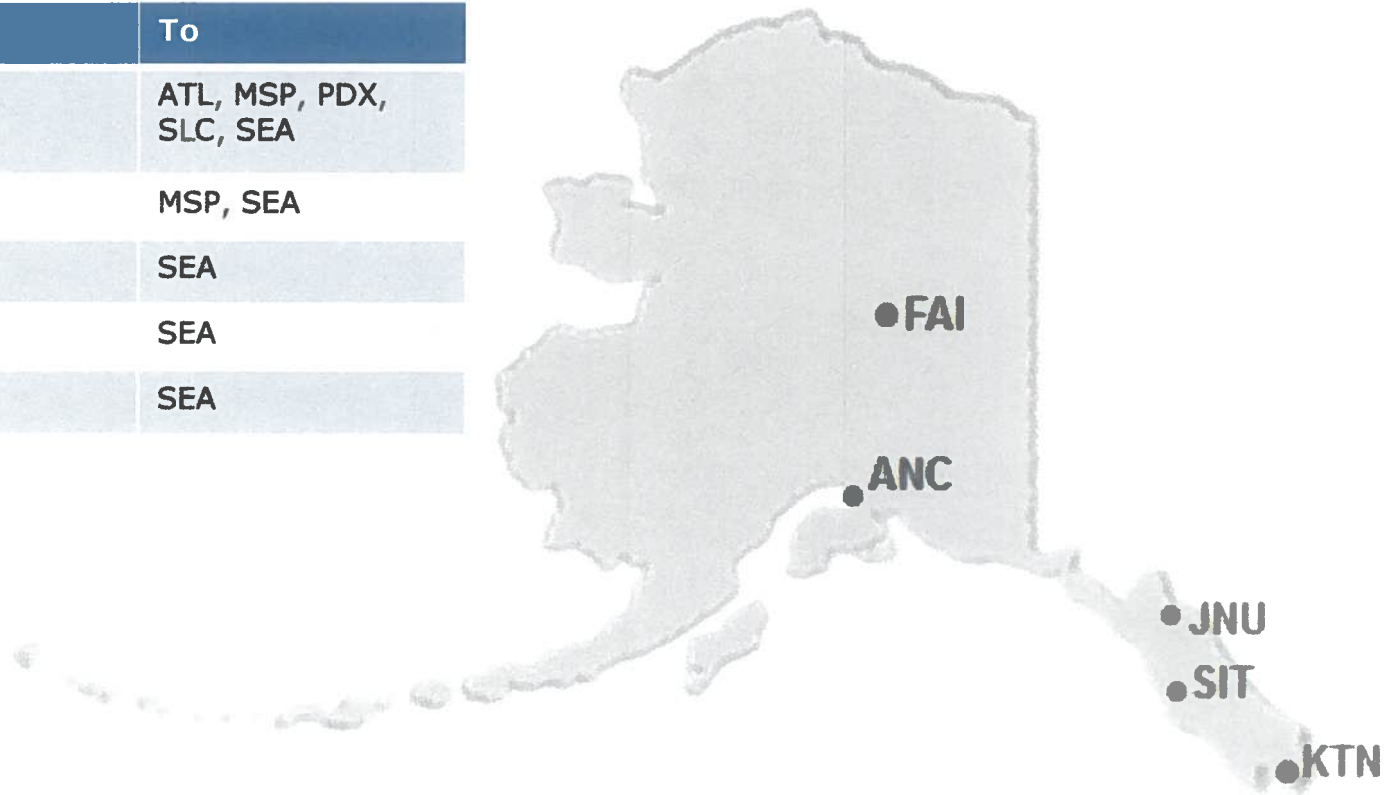 To
ATL, MSP, PDX,
SLC, SEA
MSP, SEA
SEA
SEA
SEA
FAI
ANC
JNU
SIT
KTN